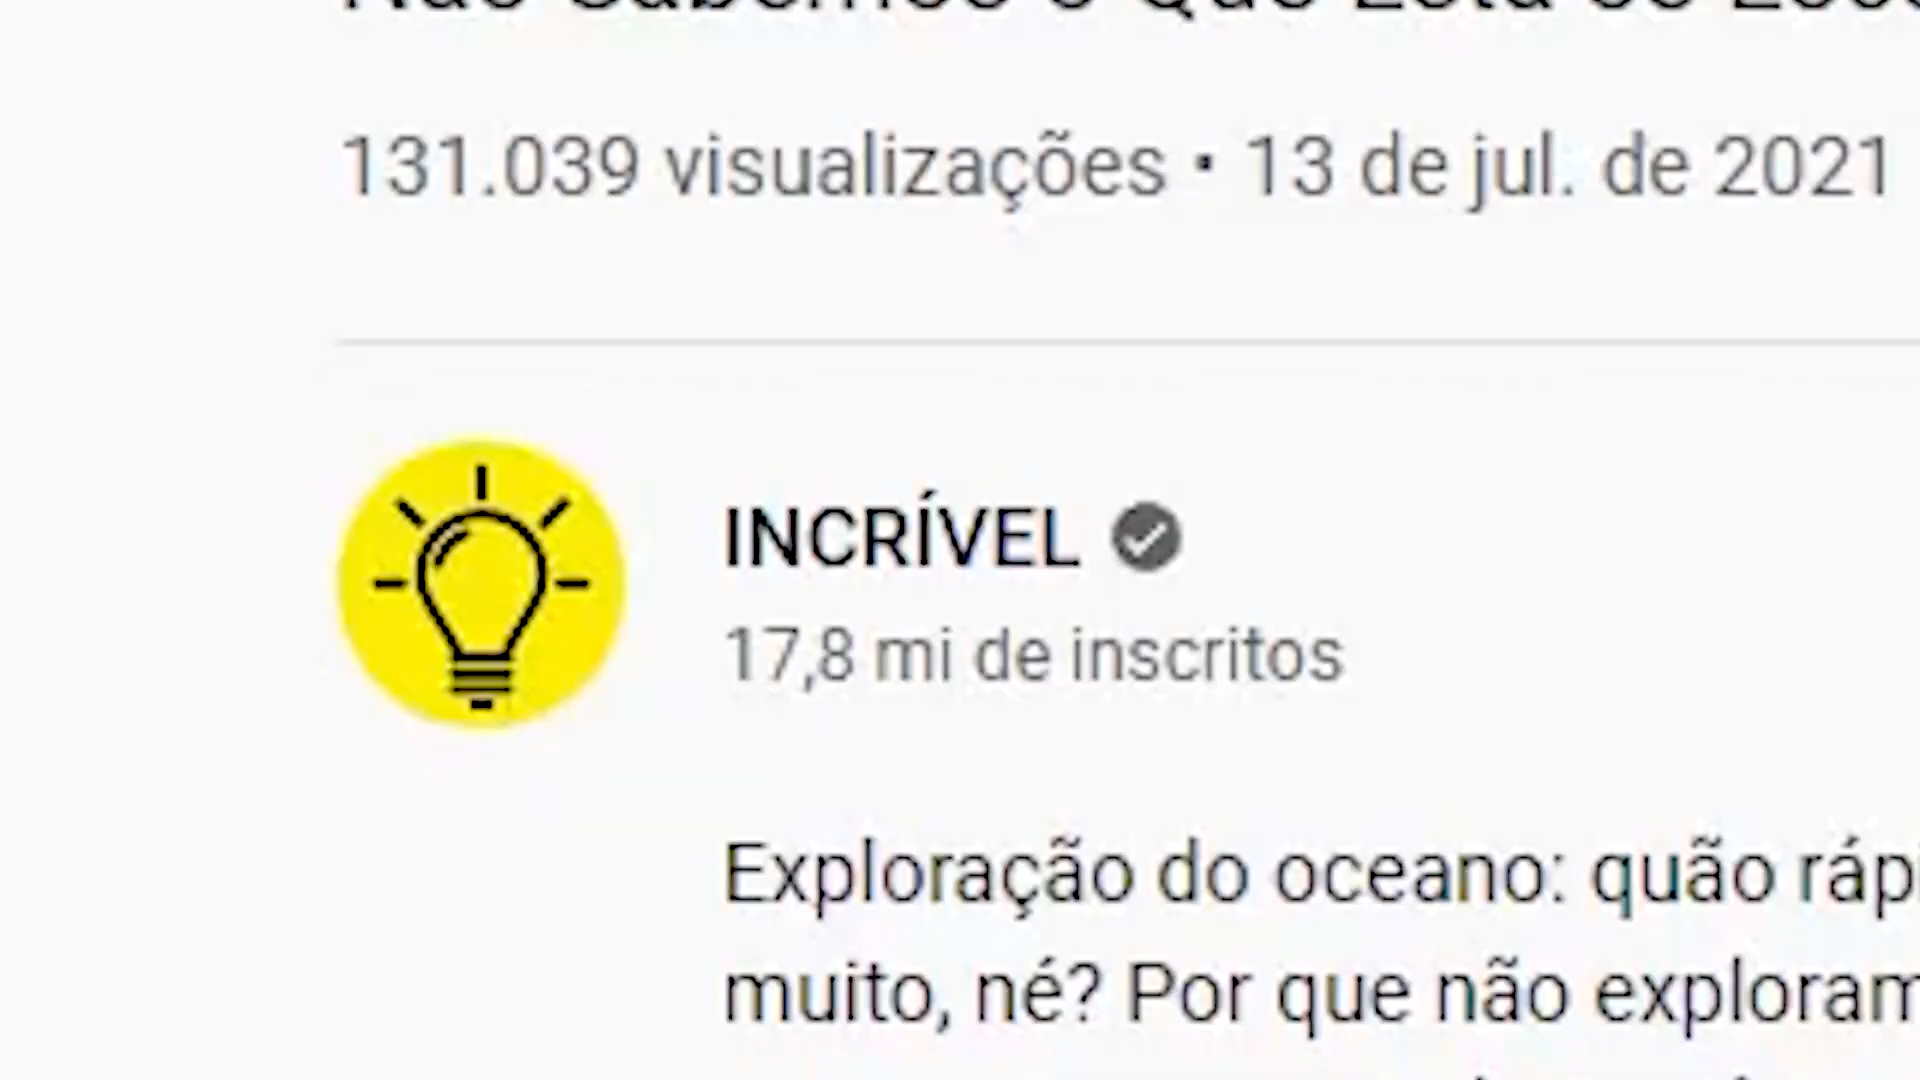 131.039 visualizações • 13 de jul. de 2021
INCRÍVEL
17,8 mi de inscritos
Exploração do oceano: quão
muito, né? Por que não exploram